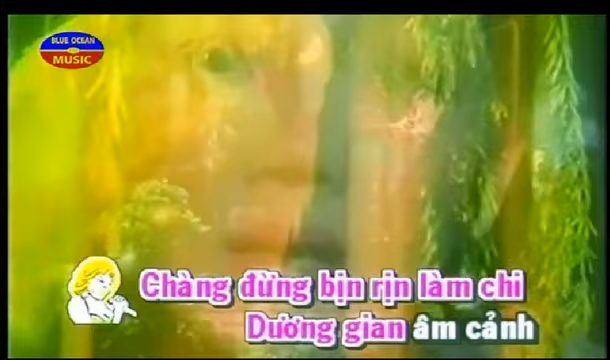 BLUE OCEAN
MUSIC
Chàng đừng bịn rịn làm chi
Dương gian âm cảnh